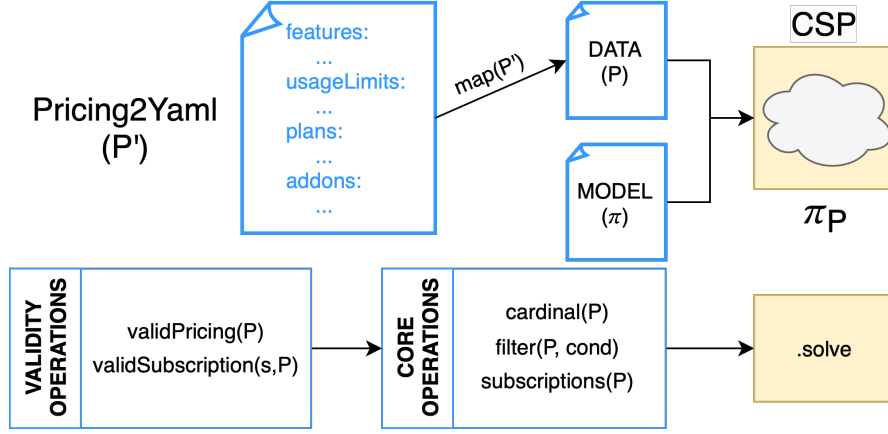 Pricing2Yaml
(P')
features:
...
usageLimits:
...
plans:
...
addons:
...
map(P')
DATA
(P)
MODEL
(π)
CSP
πP
VALIDITY
OPERATIONS
validPricing(P)
validSubscription(s,P)
CORE
OPERATIONS
cardinal(P)
filter(P, cond)
subscriptions(P)
.solve